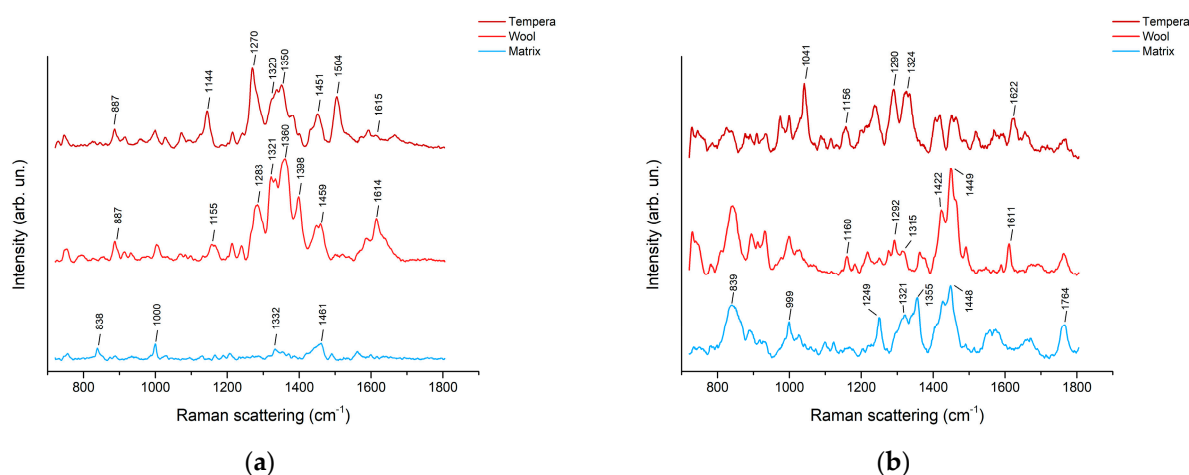 Tempera
Wool
Matrix
1270
1320
1350
1144
1504
1451
887
1615
1360
1321
1398
1283
1459
1614
1155
887
838
1000
1332
1461
Intensity (arb. un.)
800 1000 1200 1400 1600 1800
Raman scattering (cm⁻¹)
(a)
Tempera
Wool
Matrix
1041
1290
1324
1156
1622
1449
1422
1292
1315
1160
1611
839
999
1249
1321
1355
1448
1764
Intensity (arb. un.)
800 1000 1200 1400 1600 1800
Raman scattering (cm⁻¹)
(b)